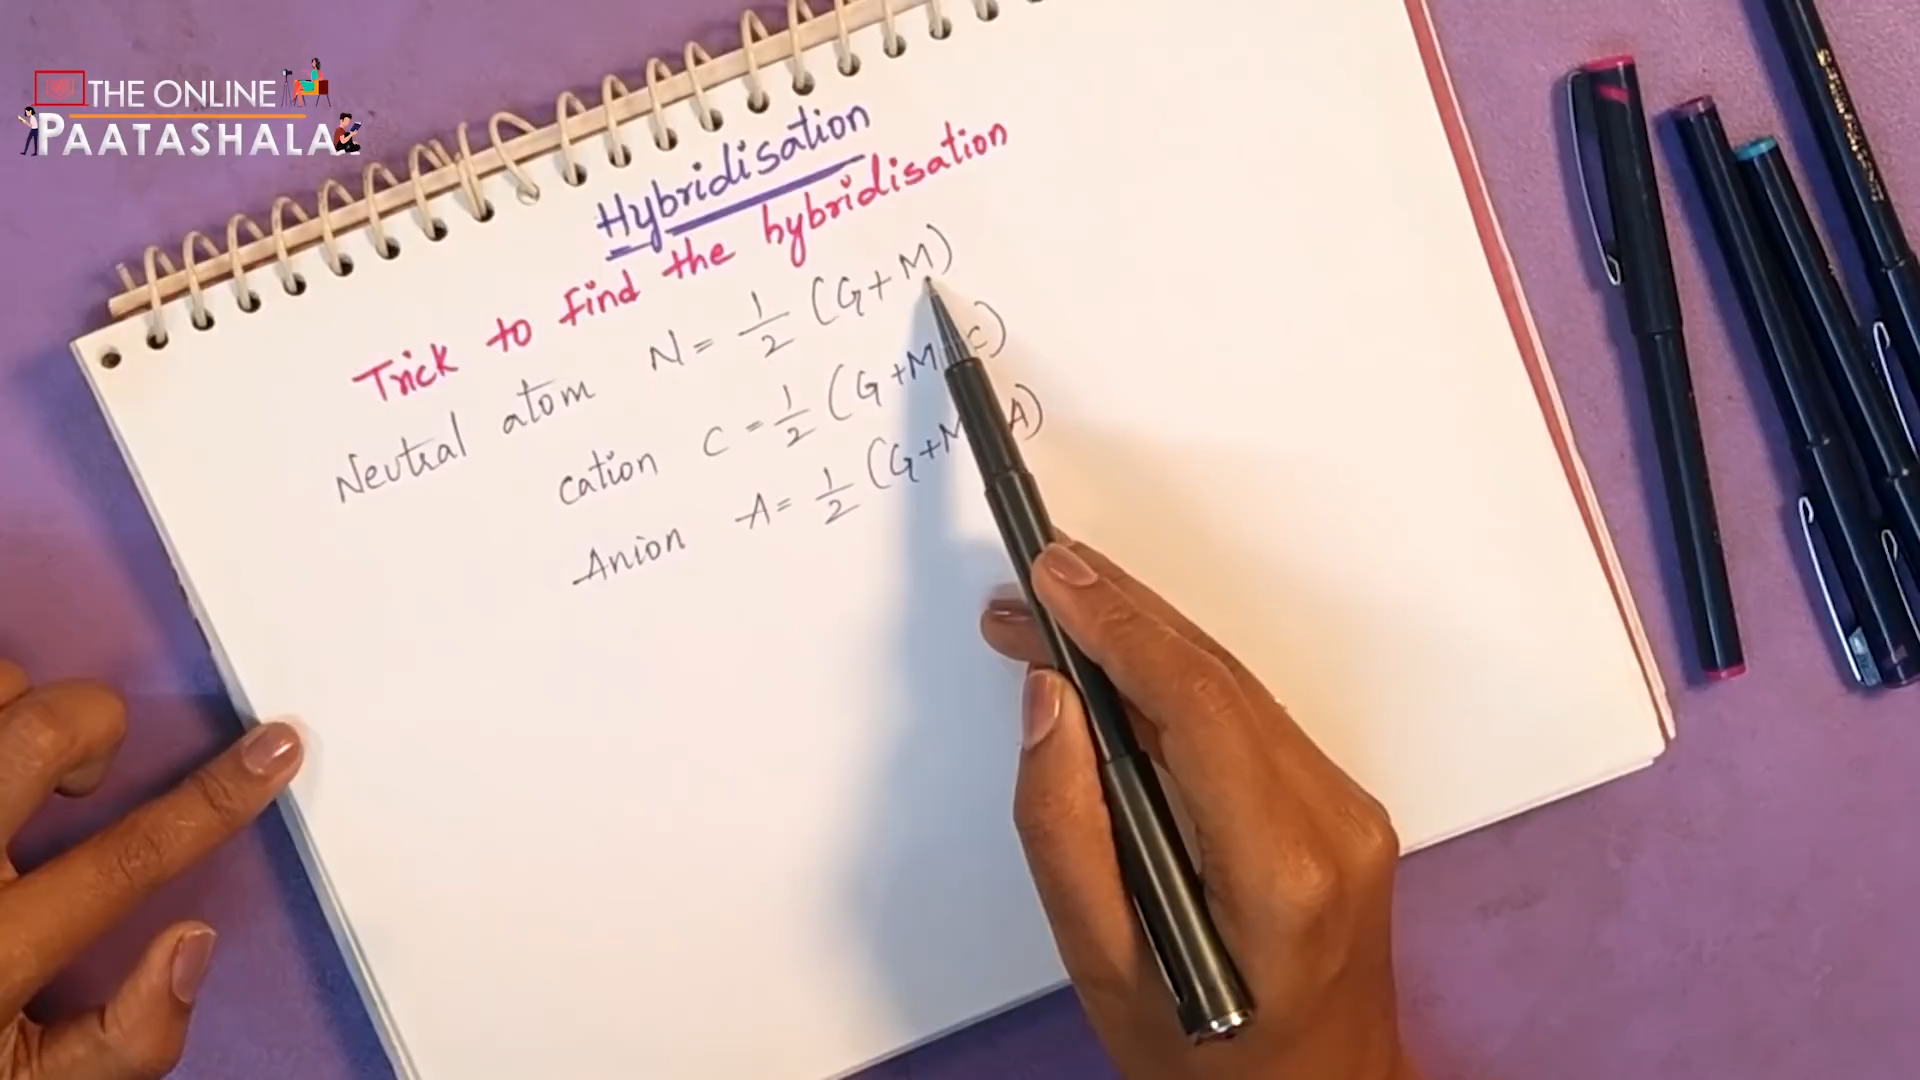 THE ONLINE
PAATASHALA
Hybridisation
Trick to find the hybridisation
Neutral atom N = 1/2 (G+M)
cation C = 1/2 (G+M C)
Anion A = 1/2 (G+M A)